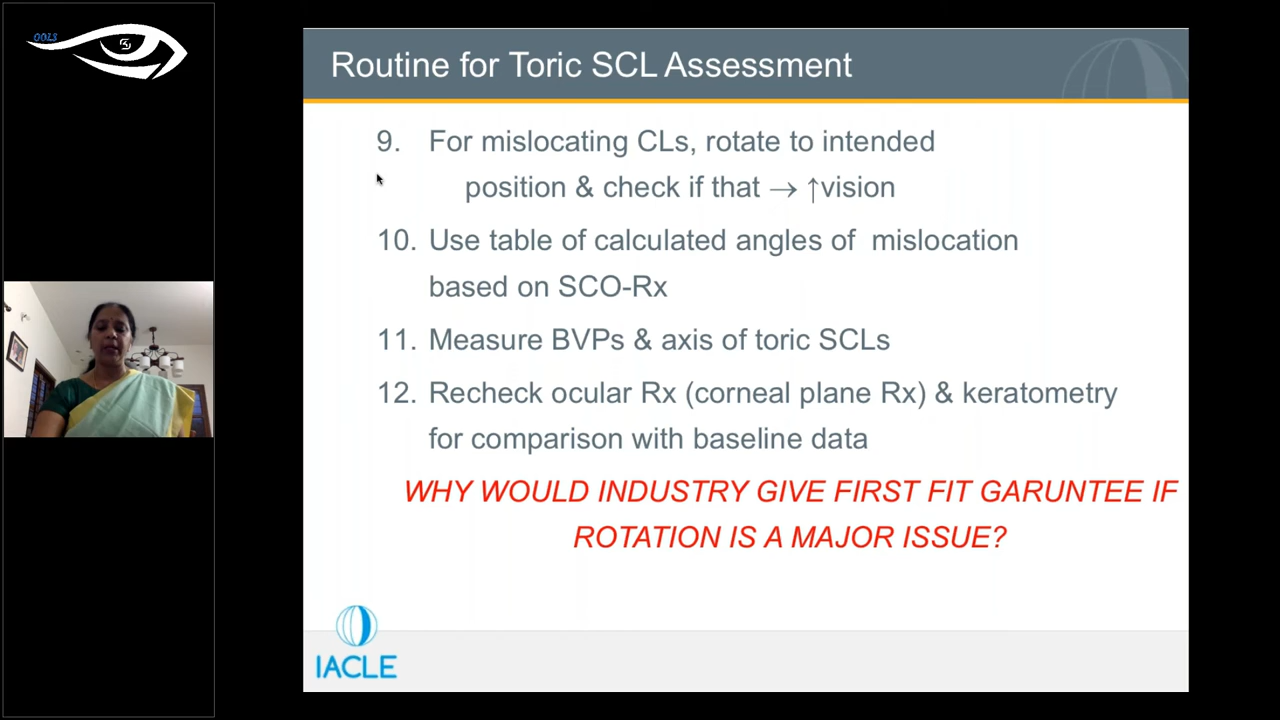 OOLS
Routine for Toric SCL Assessment
9. For mislocating CLs, rotate to intended
position & check if that → ↑vision
10. Use table of calculated angles of mislocation
based on SCO-Rx
11. Measure BVPs & axis of toric SCLs
12. Recheck ocular Rx (corneal plane Rx) & keratometry
for comparison with baseline data
WHY WOULD INDUSTRY GIVE FIRST FIT GARUNTEE IF
ROTATION IS A MAJOR ISSUE?
IACLE